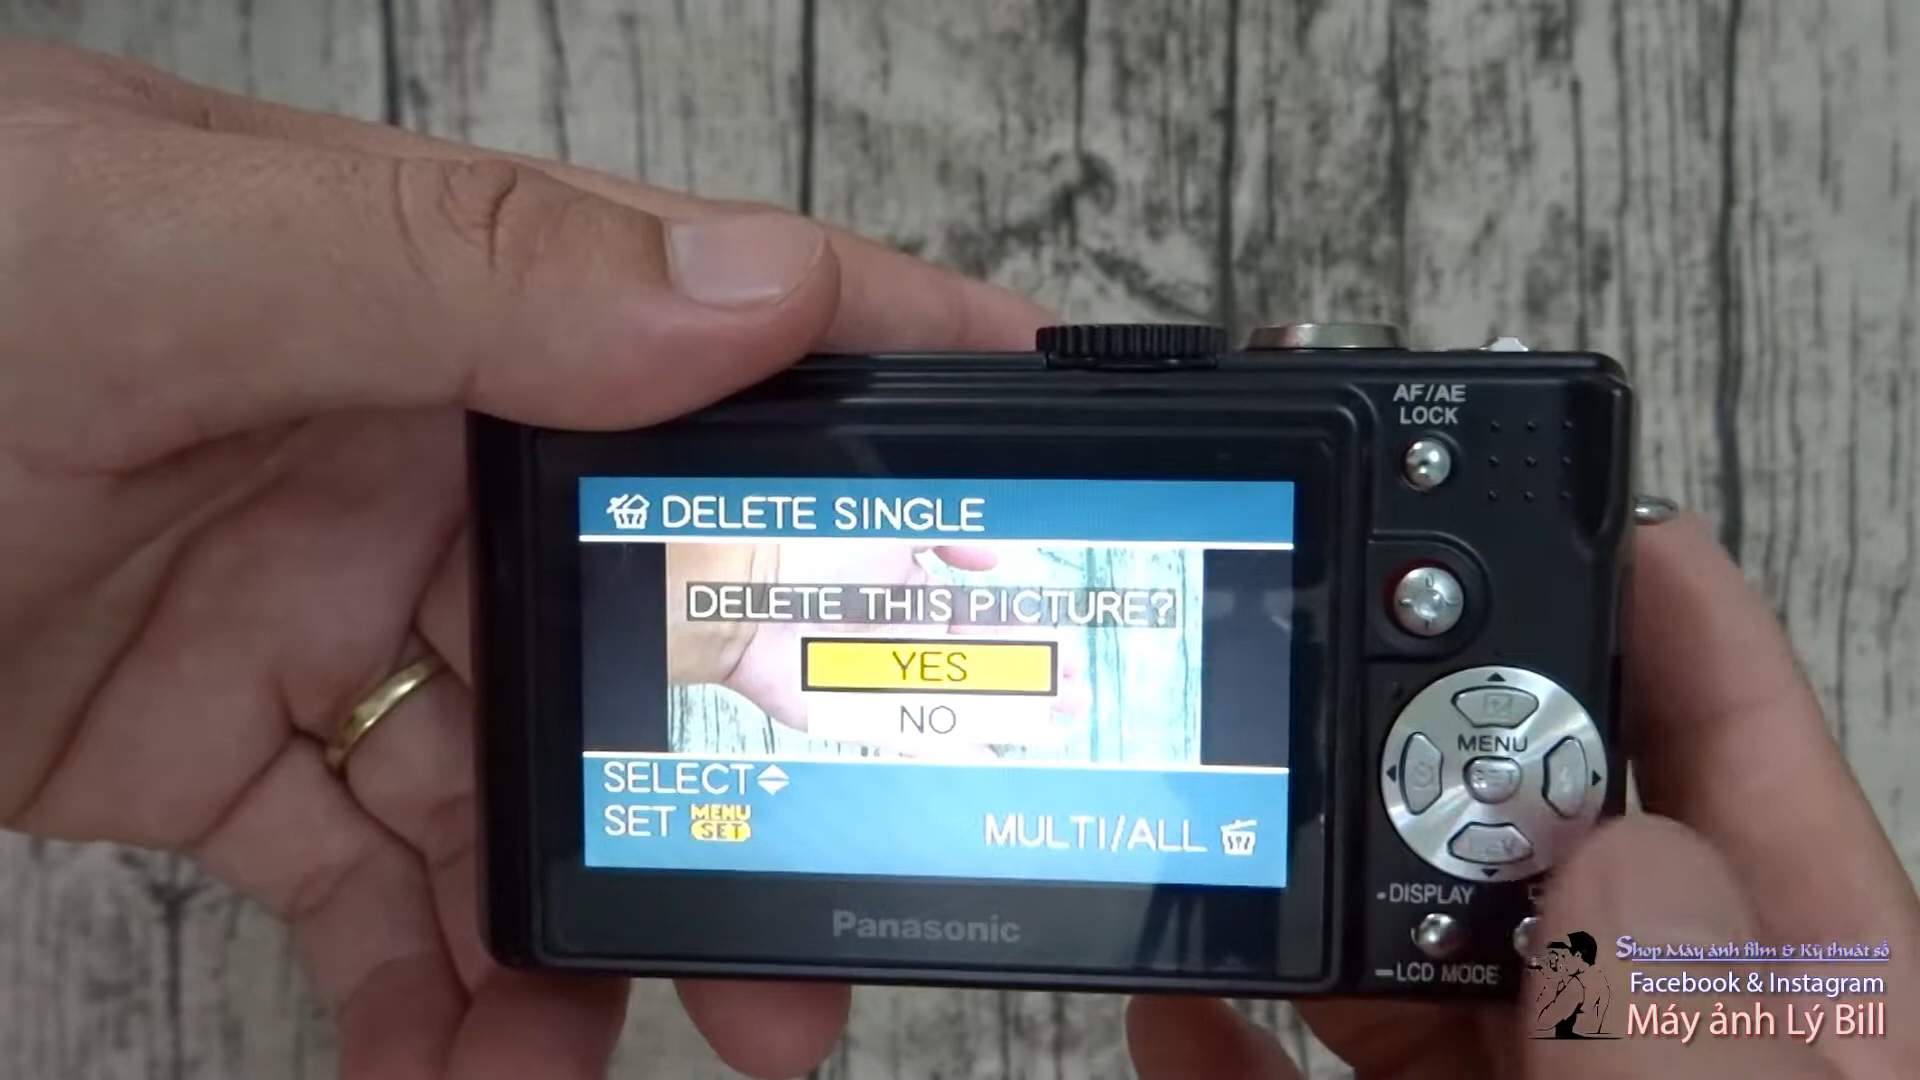 AF/AE
LOCK
DELETE SINGLE
DELETE THIS PICTURE?
YES
NO
SELECT
SET MENU
SET
MULTI/ALL
MENU
SET
Panasonic
DISPLAY
LCD MODE
Shop Máy ảnh film & Kỹ thuật số
Facebook & Instagram
Máy ảnh Lý Bill